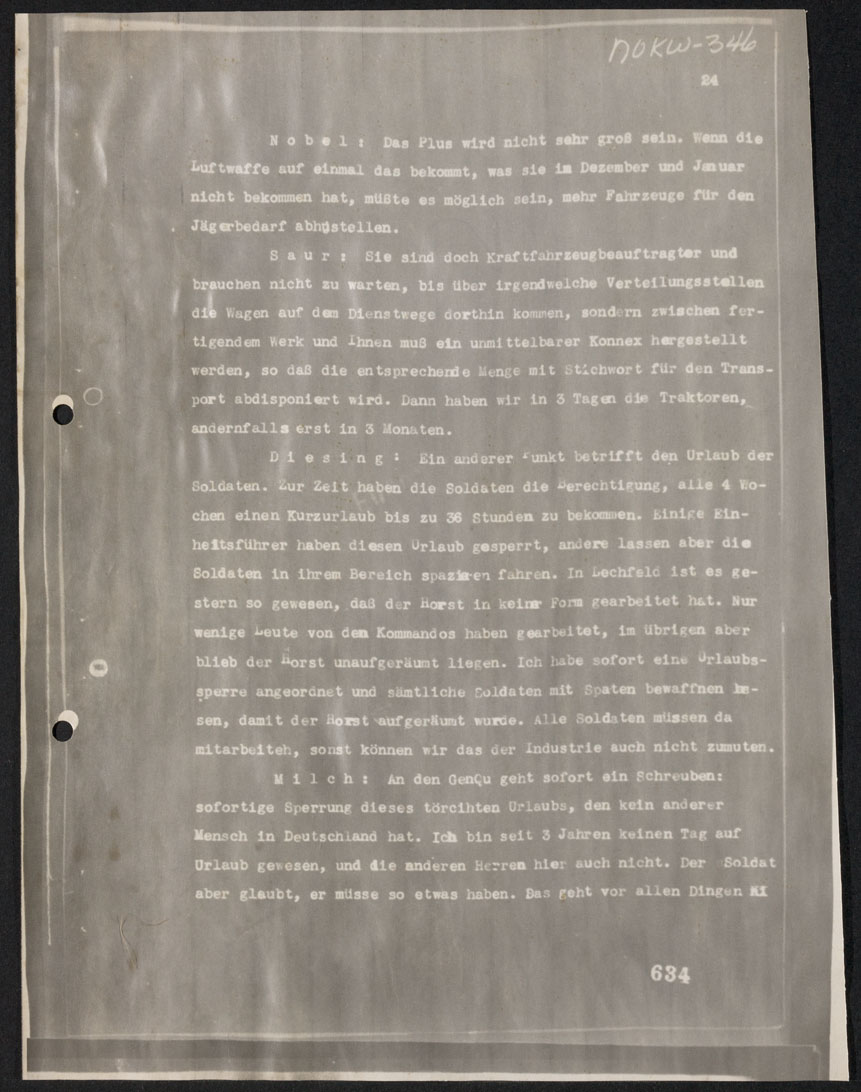 NOKW-346
24
N o b e l : Das Plus wird nicht sehr groß sein. Wenn die
Luftwaffe auf einmal das bekommt, was sie im Dezember und Januar
nicht bekommen hat, müßte es möglich sein, mehr Fahrzeuge für den
Jägerbedarf abhustellen.
S a u r : Sie sind doch Kraftfahrzeugbeauftragter und
brauchen nicht zu warten, bis über irgendwelche Verteilungsstellen
die Wagen auf dem Dienstwege dorthin kommen, sondern zwischen fer-
tigendem Werk und Ihnen muß ein unmittelbarer Konnex hergestellt
werden, so daß die entsprechende Menge mit Stichwort für den Trans-
port abdisponiert wird. Dann haben wir in 3 Tagen die Traktoren,
andernfalls erst in 3 Monaten.
D i e s i n g : Ein anderer Punkt betrifft den Urlaub der
Soldaten. Zur Zeit haben die Soldaten die Berechtigung, alle 4 Wo-
chen einen Kurzurlaub bis zu 36 Stunden zu bekommen. Einige Ein-
heitsführer haben diesen Urlaub gesperrt, andere lassen aber die
Soldaten in ihrem Bereich spazieren fahren. In Lechfeld ist es ge-
stern so gewesen, daß der Horst in keiner Form gearbeitet hat. Nur
wenige Leute von den Kommandos haben gearbeitet, im übrigen aber
blieb der Horst unaufgeräumt liegen. Ich habe sofort eine Urlaubs-
sperre angeordnet und sämtliche Soldaten mit Spaten bewaffnen las-
sen, damit der Horst aufgeräumt wurde. Alle Soldaten müssen da
mitarbeiteh, sonst können wir das der Industrie auch nicht zumuten.
M i l c h : An den GenQu geht sofort ein Schreuben:
sofortige Sperrung dieses törcihten Urlaubs, den kein anderer
Mensch in Deutschland hat. Ich bin seit 3 Jahren keinen Tag auf
Urlaub gewesen, und die anderen Herren hier auch nicht. Der Soldat
aber glaubt, er müsse so etwas haben. Das geht vor allen Dingen
634